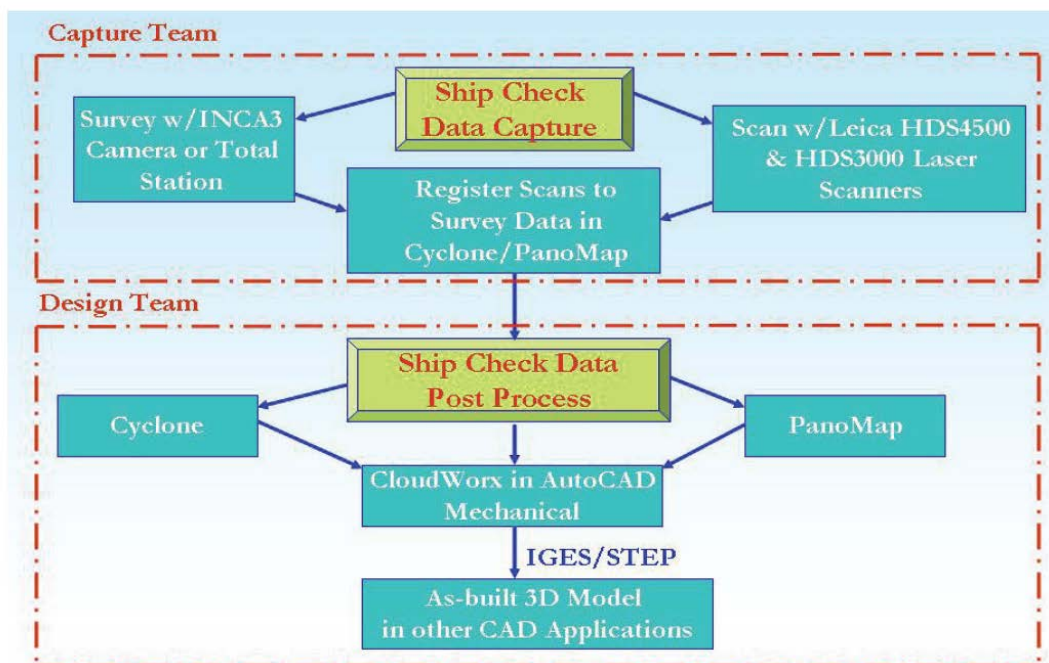 Capture Team
Ship Check
Data Capture
Survey w/INCA3
Camera or Total
Station
Scan w/Leica HDS4500
& HDS3000 Laser
Scanners
Register Scans to
Survey Data in
Cyclone/PanoMap
Design Team
Ship Check Data
Post Process
Cyclone
PanoMap
CloudWorx in AutoCAD
Mechanical
IGES/STEP
As-built 3D Model
in other CAD Applications